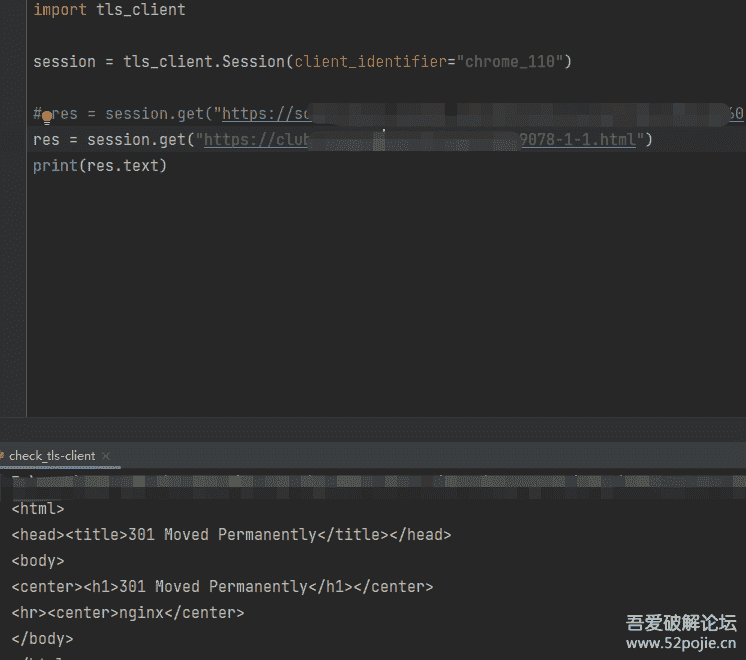 import tls_client
session = tls_client.Session(client_identifier="chrome_110")
# res = session.get("https://
res = session.get("https://club 9078-1-1.html")
print(res.text)
check_tls-client
<html>
<head><title>301 Moved Permanently</title></head>
<body>
<center><h1>301 Moved Permanently</h1></center>
<hr><center>nginx</center>
</body>
吾爱破解论坛
www.52pojie.cn